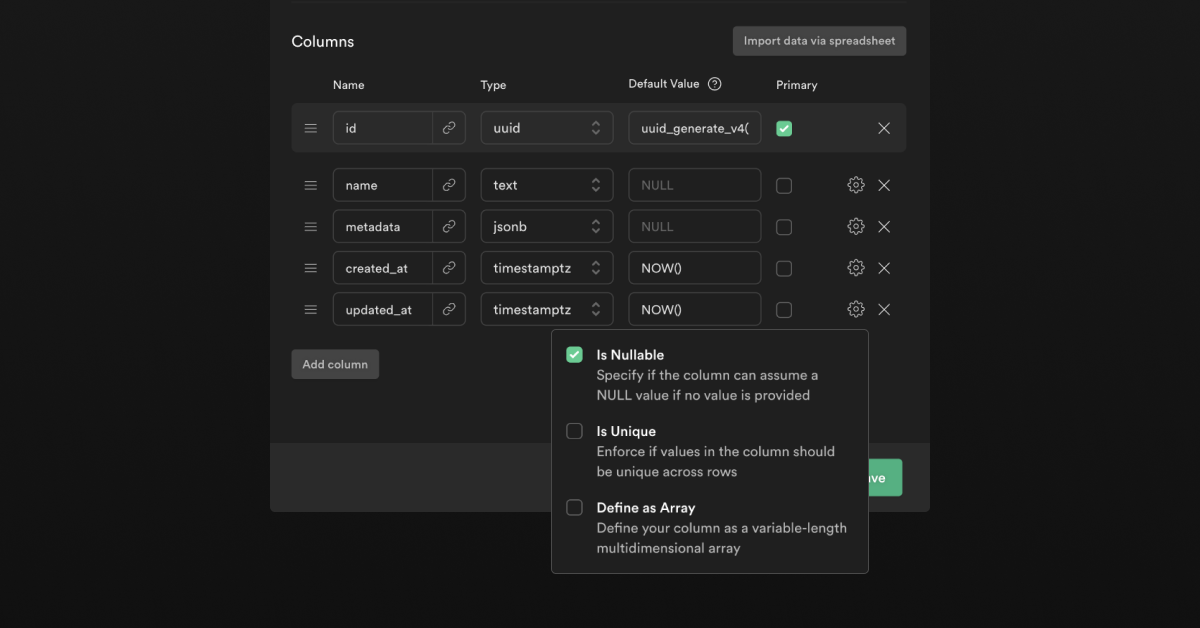 Columns
Import data via spreadsheet
Name Type Default Value ? Primary
id uuid uuid_generate_v4(
name text NULL
metadata jsonb NULL
created_at timestamptz NOW()
updated_at timestamptz NOW()
Add column
Is Nullable
Specify if the column can assume a
NULL value if no value is provided
Is Unique
Enforce if values in the column should
be unique across rows
ve
Define as Array
Define your column as a variable-length
multidimensional array